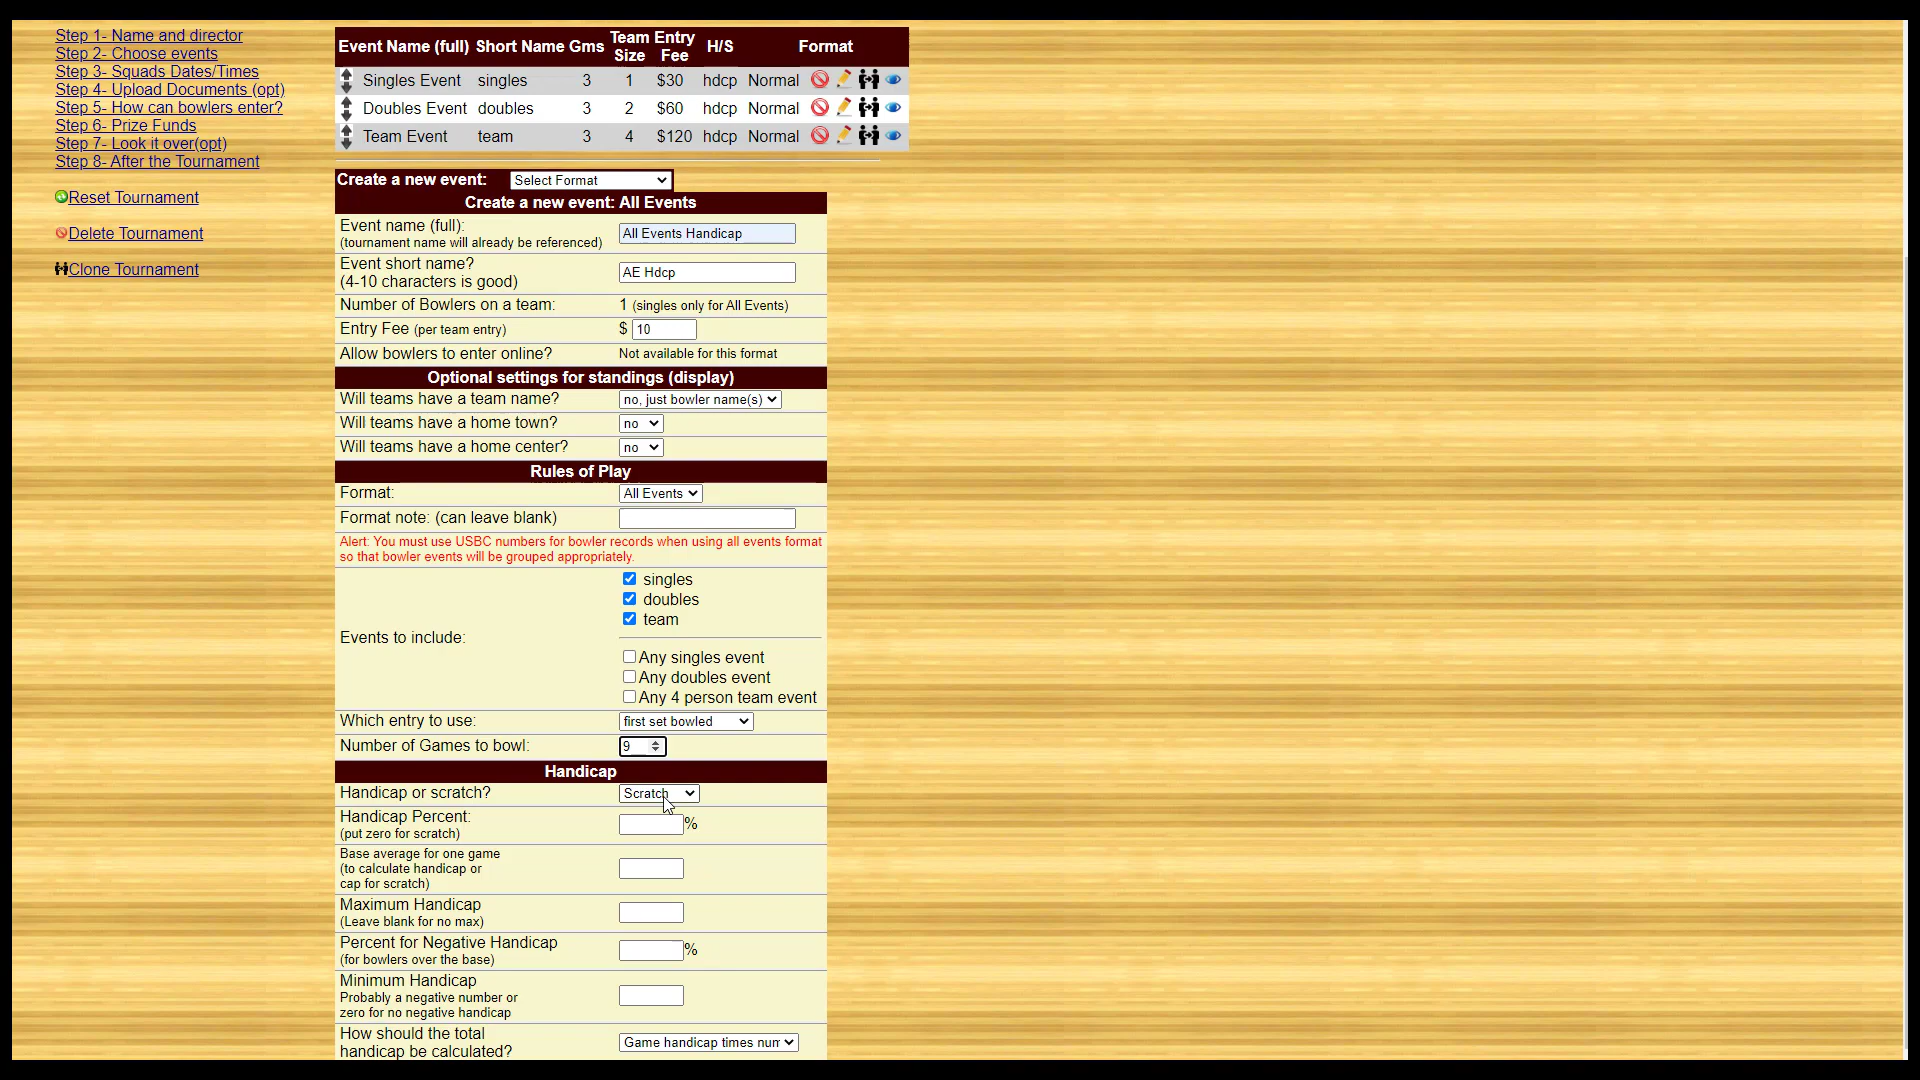 Step 1- Name and director
Step 2- Choose events
Step 3- Squads Dates/Times
Step 4- Upload Documents (opt)
Step 5- How can bowlers enter?
Step 6- Prize Funds
Step 7- Look it over(opt)
Step 8- After the Tournament
Reset Tournament
Delete Tournament
Clone Tournament
Event Name (full) Short Name Gms Team Size Entry Fee H/S Format
Singles Event singles 3 1 $30 hdcp Normal
Doubles Event doubles 3 2 $60 hdcp Normal
Team Event team 3 4 $120 hdcp Normal
Create a new event: Select Format
Create a new event: All Events
Event name (full): All Events Handicap
(tournament name will already be referenced)
Event short name? AE Hdcp
(4-10 characters is good)
Number of Bowlers on a team: 1 (singles only for All Events)
Entry Fee (per team entry) $ 10
Allow bowlers to enter online? Not available for this format
Optional settings for standings (display)
Will teams have a team name? no, just bowler name(s)
Will teams have a home town? no
Will teams have a home center? no
Rules of Play
Format: All Events
Format note: (can leave blank)
Alert: You must use USBC numbers for bowler records when using all events format
so that bowler events will be grouped appropriately.
Events to include:
singles
doubles
team
Any singles event
Any doubles event
Any 4 person team event
Which entry to use: first set bowled
Number of Games to bowl: 9
Handicap
Handicap or scratch? Scratch
Handicap Percent: %
(put zero for scratch)
Base average for one game
(to calculate handicap or
cap for scratch)
Maximum Handicap
(Leave blank for no max)
Percent for Negative Handicap %
(for bowlers over the base)
Minimum Handicap
Probably a negative number or
zero for no negative handicap
How should the total Game handicap times num
handicap be calculated?